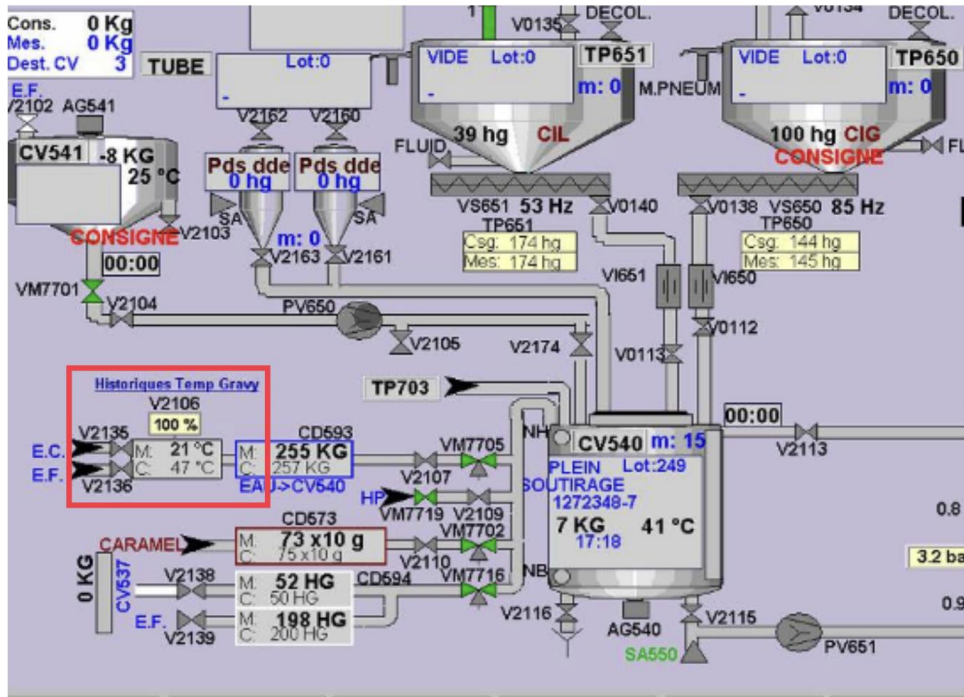 Cons. 0 Kg
Mes. 0 Kg
Dest. CV 3
TUBE
Lot:0
-
V0135
DECOL.
VIDE Lot:0
TP651
-
m: 0
39 hg CIL
FLUID
M.PNEUM
DECOL.
VIDE Lot:0
TP650
-
m: 0
100 hg CIG
CONSIGNE
E.F.
V2102
AG541
CV541
-8 KG
25 °C
CONSIGNE
V2103
00:00
VM7701
V2104
V2162
V2160
Pds dde
0 hg
Pds dde
0 hg
SA
SA
m: 0
V2163
V2161
VS651 53 Hz
V0140
TP651
Csg: 174 hg
Mes: 174 hg
V0138
VS650 85 Hz
TP650
Csg: 144 hg
Mes: 145 hg
VI651
VI650
V0112
V0113
PV650
V2105
V2174
TP703
Historiques Temp Gravy
V2106
100 %
V2135
E.C.
E.F.
V2136
M: 21 °C
C: 47 °C
CD593
M: 255 KG
C: 257 KG
EAU->CV540
VM7705
V2107
HP
VM7719
V2109
CD573
CARAMEL
M: 73 x10 g
C: 75 x10 g
VM7702
V2110
0 KG
CV537
V2138
M: 52 HG
C: 50 HG
CD594
VM7716
E.F.
V2139
M: 198 HG
C: 200 HG
NH
CV540 m: 15
PLEIN Lot:249
SOUTIRAGE
1272348-7
7 KG 41 °C
17:18
NB
00:00
V2113
V2116
AG540
V2115
SA550
PV651
0.8
3.2 ba
0.9